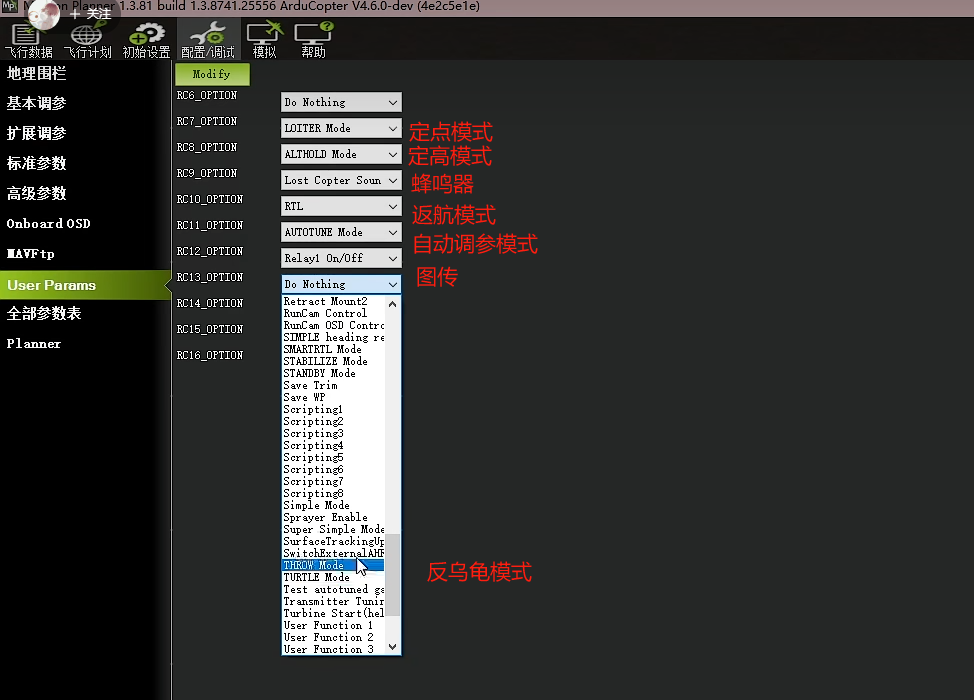 Mp
Mission Planner 1.3.81 build 1.3.8741.25556 ArduCopter V4.6.0-dev (4e2c5e1e)
+ 关注
飞行数据 飞行计划 初始设置 配置/调试 模拟 帮助
地理围栏
基本调参
扩展调参
标准参数
高级参数
Onboard OSD
MAVFtp
User Params
全部参数表
Planner
Modify
RC6_OPTION Do Nothing
RC7_OPTION LOITER Mode 定点模式
RC8_OPTION ALTHOLD Mode 定高模式
RC9_OPTION Lost Copter Soun 蜂鸣器
RC10_OPTION RTL 返航模式
RC11_OPTION AUTOTUNE Mode 自动调参模式
RC12_OPTION Relay1 On/Off 图传
RC13_OPTION Do Nothing
RC14_OPTION
RC15_OPTION
RC16_OPTION
Retract Mount2
RunCam Control
RunCam OSD Contro
SIMPLE heading re
SMARTRTL Mode
STABILIZE Mode
STANDBY Mode
Save Trim
Save WP
Scripting1
Scripting2
Scripting3
Scripting4
Scripting5
Scripting6
Scripting7
Scripting8
Simple Mode
Sprayer Enable
Super Simple Mode
SurfaceTrackingUp
SwitchExternalAHR
THROW Mode 反乌龟模式
TURTLE Mode
Test autotuned ga
Transmitter Tunin
Turbine Start(hel
User Function 1
User Function 2
User Function 3